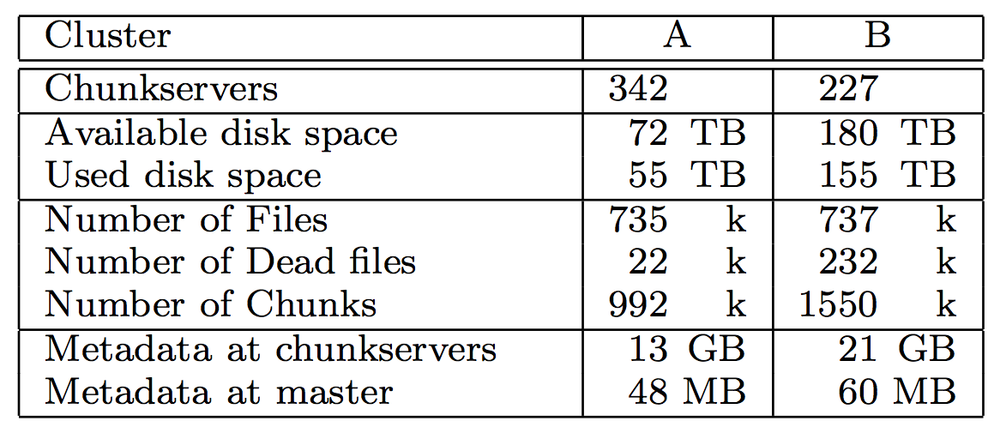 Cluster A B
Chunkservers 342 227
Available disk space 72 TB 180 TB
Used disk space 55 TB 155 TB
Number of Files 735 k 737 k
Number of Dead files 22 k 232 k
Number of Chunks 992 k 1550 k
Metadata at chunkservers 13 GB 21 GB
Metadata at master 48 MB 60 MB